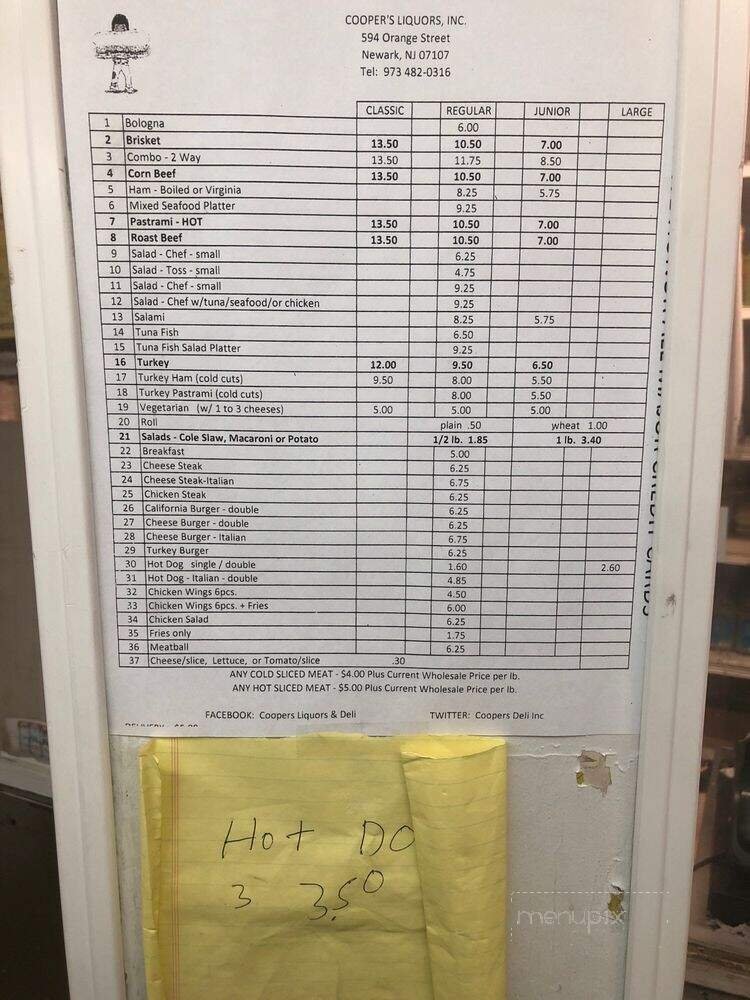 COOPER'S LIQUORS, INC.
594 Orange Street
Newark, NJ 07107
Tel: 973 482-0316
CLASSIC REGULAR JUNIOR LARGE
1 Bologna 6.00
2 Brisket 13.50 10.50 7.00
3 Combo - 2 Way 13.50 11.75 8.50
4 Corn Beef 13.50 10.50 7.00
5 Ham - Boiled or Virginia 8.25 5.75
6 Mixed Seafood Platter 9.25
7 Pastrami - HOT 13.50 10.50 7.00
8 Roast Beef 13.50 10.50 7.00
9 Salad - Chef - small 6.25
10 Salad - Toss - small 4.75
11 Salad - Chef - small 9.25
12 Salad - Chef w/tuna/seafood/or chicken 9.25
13 Salami 8.25 5.75
14 Tuna Fish 6.50
15 Tuna Fish Salad Platter 9.25
16 Turkey 12.00 9.50 6.50
17 Turkey Ham (cold cuts) 9.50 8.00 5.50
18 Turkey Pastrami (cold cuts) 8.00 5.50
19 Vegetarian (w/ 1 to 3 cheeses) 5.00 5.00 5.00
20 Roll plain .50 wheat 1.00
21 Salads - Cole Slaw, Macaroni or Potato 1/2 lb. 1.85 1 lb. 3.40
22 Breakfast 5.00
23 Cheese Steak 6.25
24 Cheese Steak-Italian 6.75
25 Chicken Steak 6.25
26 California Burger - double 6.25
27 Cheese Burger - double 6.25
28 Cheese Burger - Italian 6.75
29 Turkey Burger 6.25
30 Hot Dog single / double 1.60 2.60
31 Hot Dog - Italian - double 4.85
32 Chicken Wings 6pcs. 4.50
33 Chicken Wings 6pcs. + Fries 6.00
34 Chicken Salad 6.25
35 Fries only 1.75
36 Meatball 6.25
37 Cheese/slice, Lettuce, or Tomato/slice .30
ANY COLD SLICED MEAT - $4.00 Plus Current Wholesale Price per lb.
ANY HOT SLICED MEAT - $5.00 Plus Current Wholesale Price per lb.
FACEBOOK: Coopers Liquors & Deli TWITTER: Coopers Deli Inc
Hot DO
3 3.50
menupix